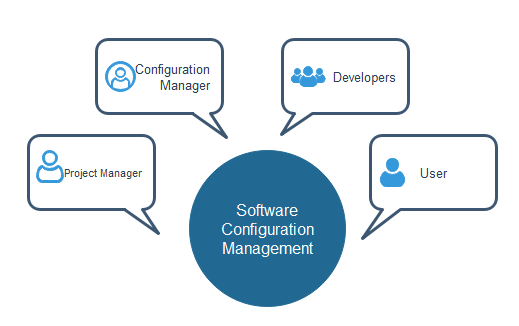 Configuration
Manager
Developers
Project Manager
User
Software
Configuration
Management